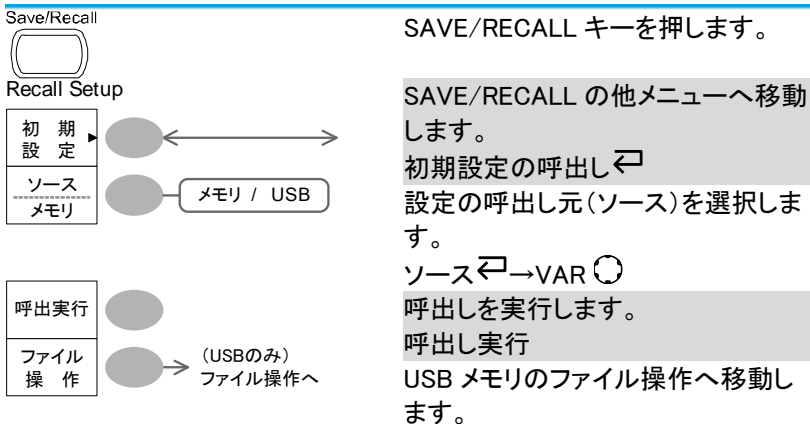 Save/Recall
SAVE/RECALL キーを押します。
Recall Setup
初 期
設 定
ソース
メモリ
メモリ / USB
呼出実行
ファイル
操 作
(USBのみ)
ファイル操作へ
SAVE/RECALL の他メニューへ移動
します。
初期設定の呼出し
設定の呼出し元(ソース)を選択しま
す。
ソース →VAR
呼出しを実行します。
呼出し実行
USB メモリのファイル操作へ移動し
ます。